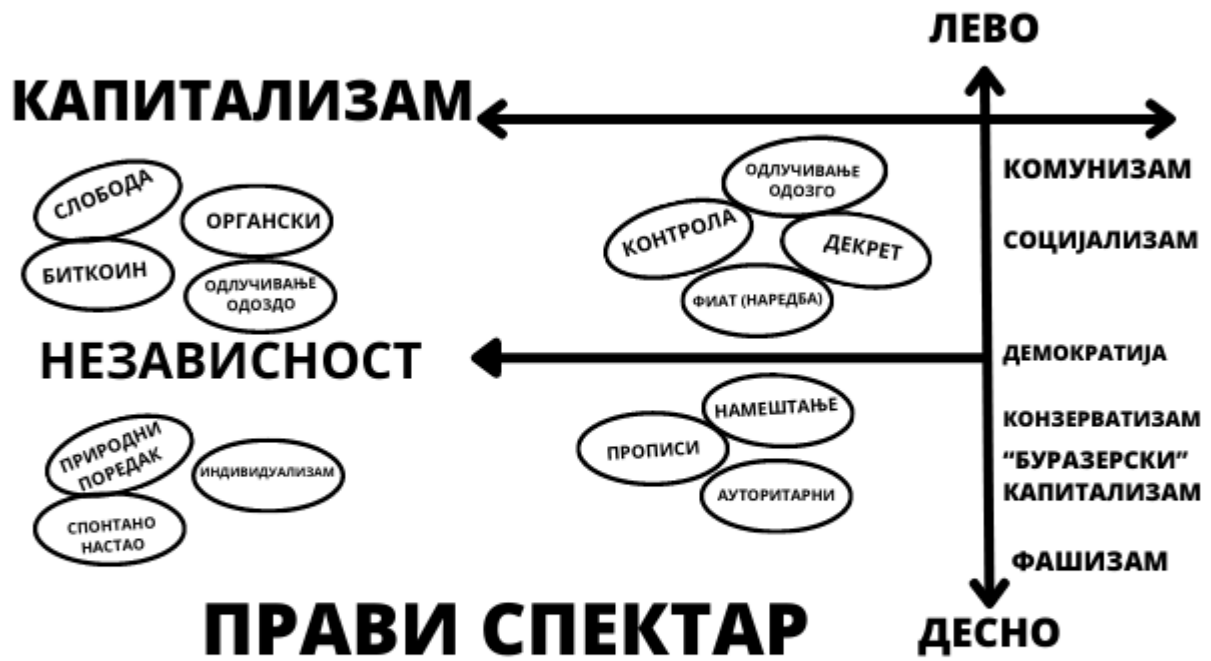 ЛЕВО
КАПИТАЛИЗАМ
СЛОБОДА
ОРГАНСКИ
БИТКОИН
ОДЛУЧИВАЊЕ
ОДОЗДО
ОДЛУЧИВАЊЕ
ОДОЗГО
КОНТРОЛА
ДЕКРЕТ
ФИАТ (НАРЕДБА)
КОМУНИЗАМ
СОЦИЈАЛИЗАМ
НЕЗАВИСНОСТ
ДЕМОКРАТИЈА
ПРИРОДНИ
ПОРЕДАК
ИНДИВИДУАЛИЗАМ
СПОНТАНО
НАСТАО
НАМЕШТАЊЕ
ПРОПИСИ
АУТОРИТАРНИ
КОНЗЕРВАТИЗАМ
“БУРАЗЕРСКИ”
КАПИТАЛИЗАМ
ФАШИЗАМ
ПРАВИ СПЕКТАР
ДЕСНО